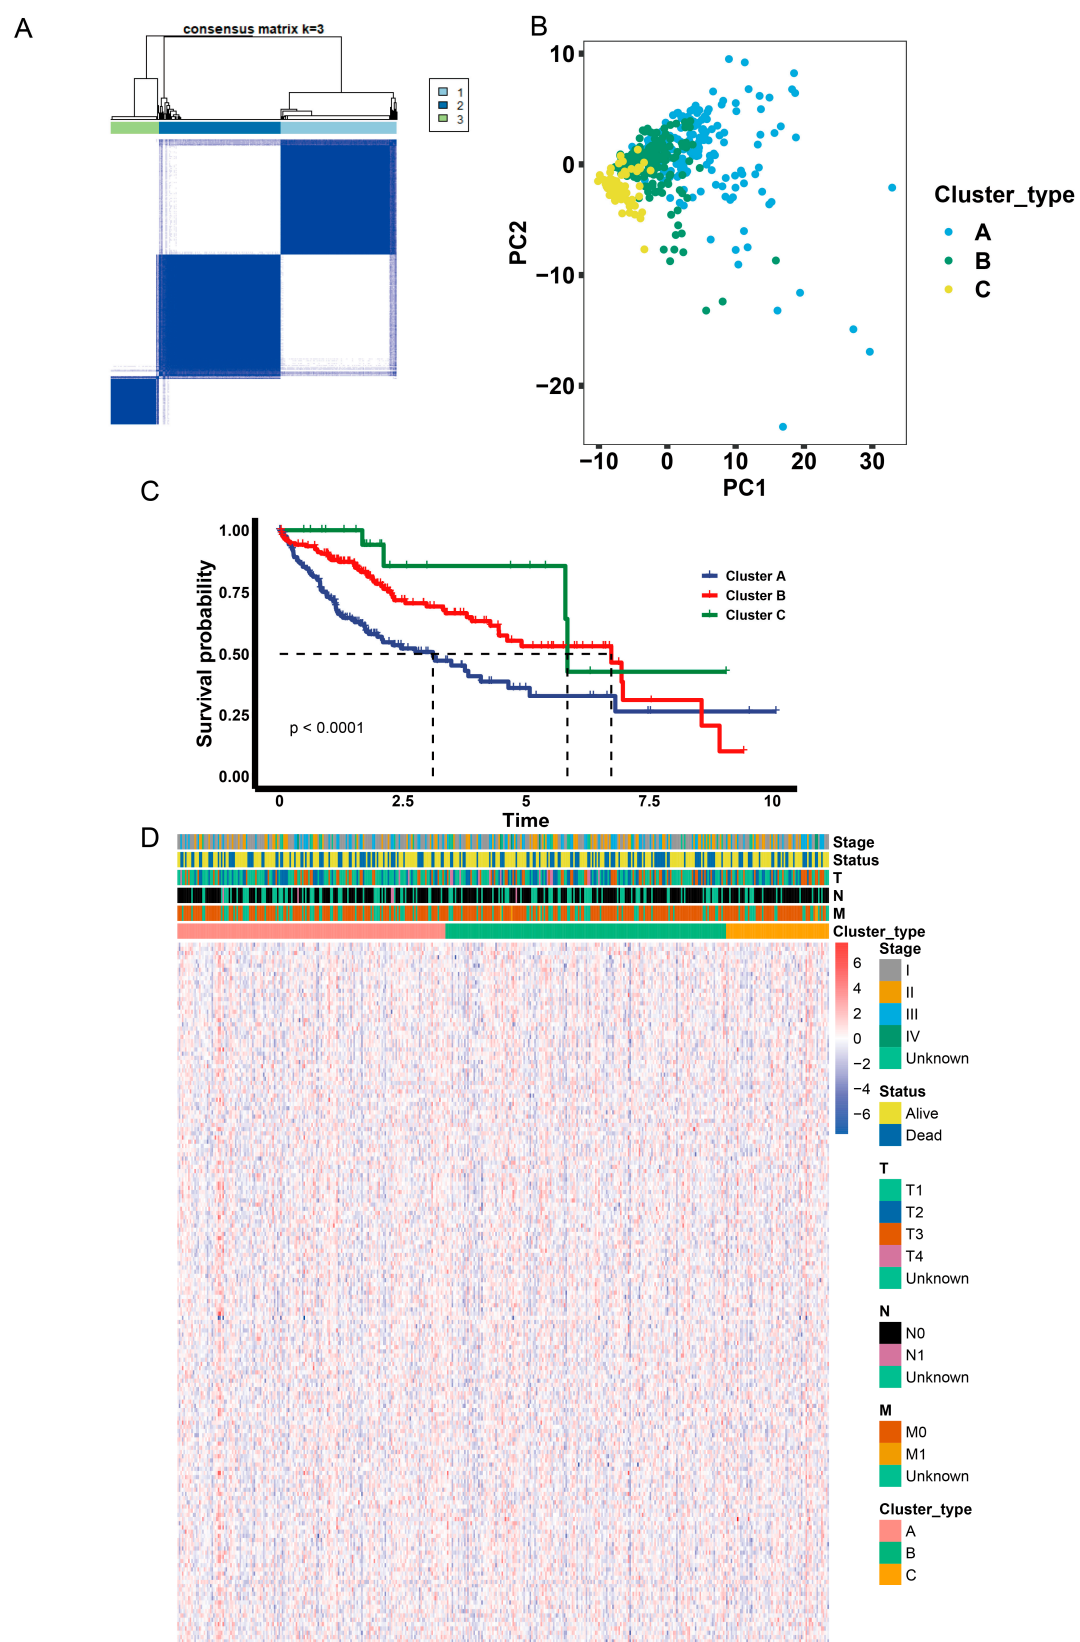 A
consensus matrix k=3
1
2
3
B
10
0
−10
−20
PC2
−10
0
10
20
30
PC1
Cluster_type
A
B
C
C
1.00
0.75
0.50
0.25
0.00
Survival probability
p < 0.0001
Cluster A
Cluster B
Cluster C
0
2.5
5
7.5
10
Time
D
Stage
Status
T
N
M
Cluster_type
6
4
2
0
−2
−4
−6
Stage
I
II
III
IV
Unknown
Status
Alive
Dead
T
T1
T2
T3
T4
Unknown
N
N0
N1
Unknown
M
M0
M1
Unknown
Cluster_type
A
B
C